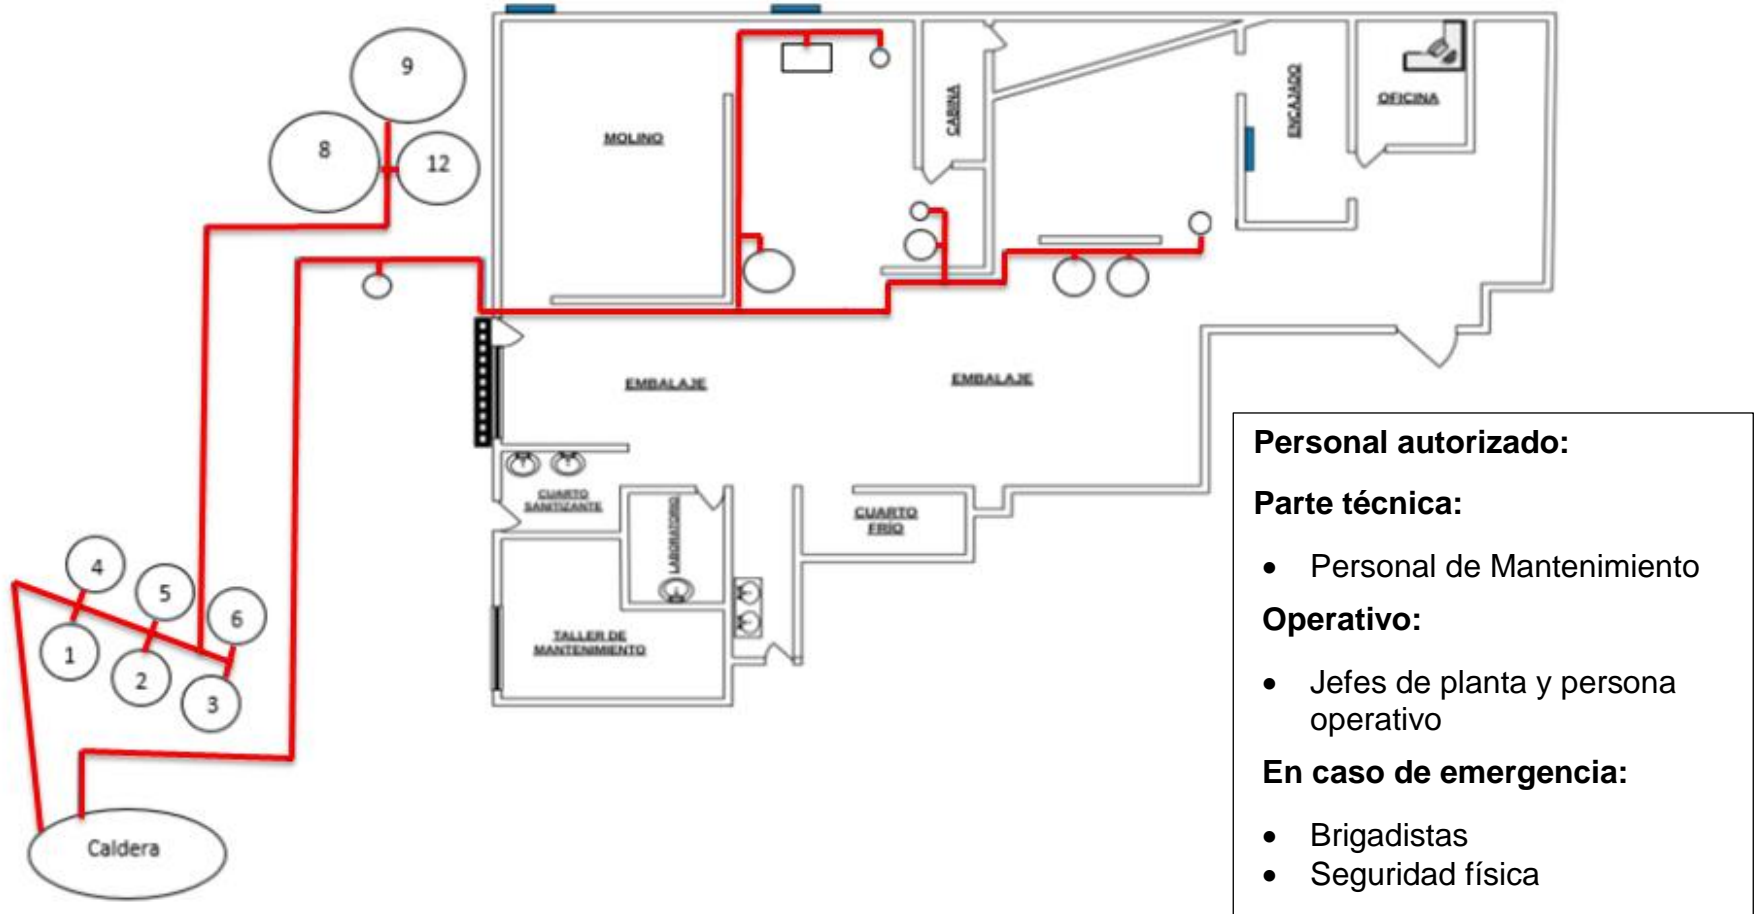 9
8
12
MOLINO
CABINA
ENCAJADO
OFICINA
EMBALAJE
EMBALAJE
CUARTO
SANITIZANTE
LABORATORIO
CUARTO
FRÍO
TALLER DE
MANTENIMIENTO
4
5
6
1
2
3
Caldera
Personal autorizado:
Parte técnica:
• Personal de Mantenimiento
Operativo:
• Jefes de planta y persona
operativo
En caso de emergencia:
• Brigadistas
• Seguridad física